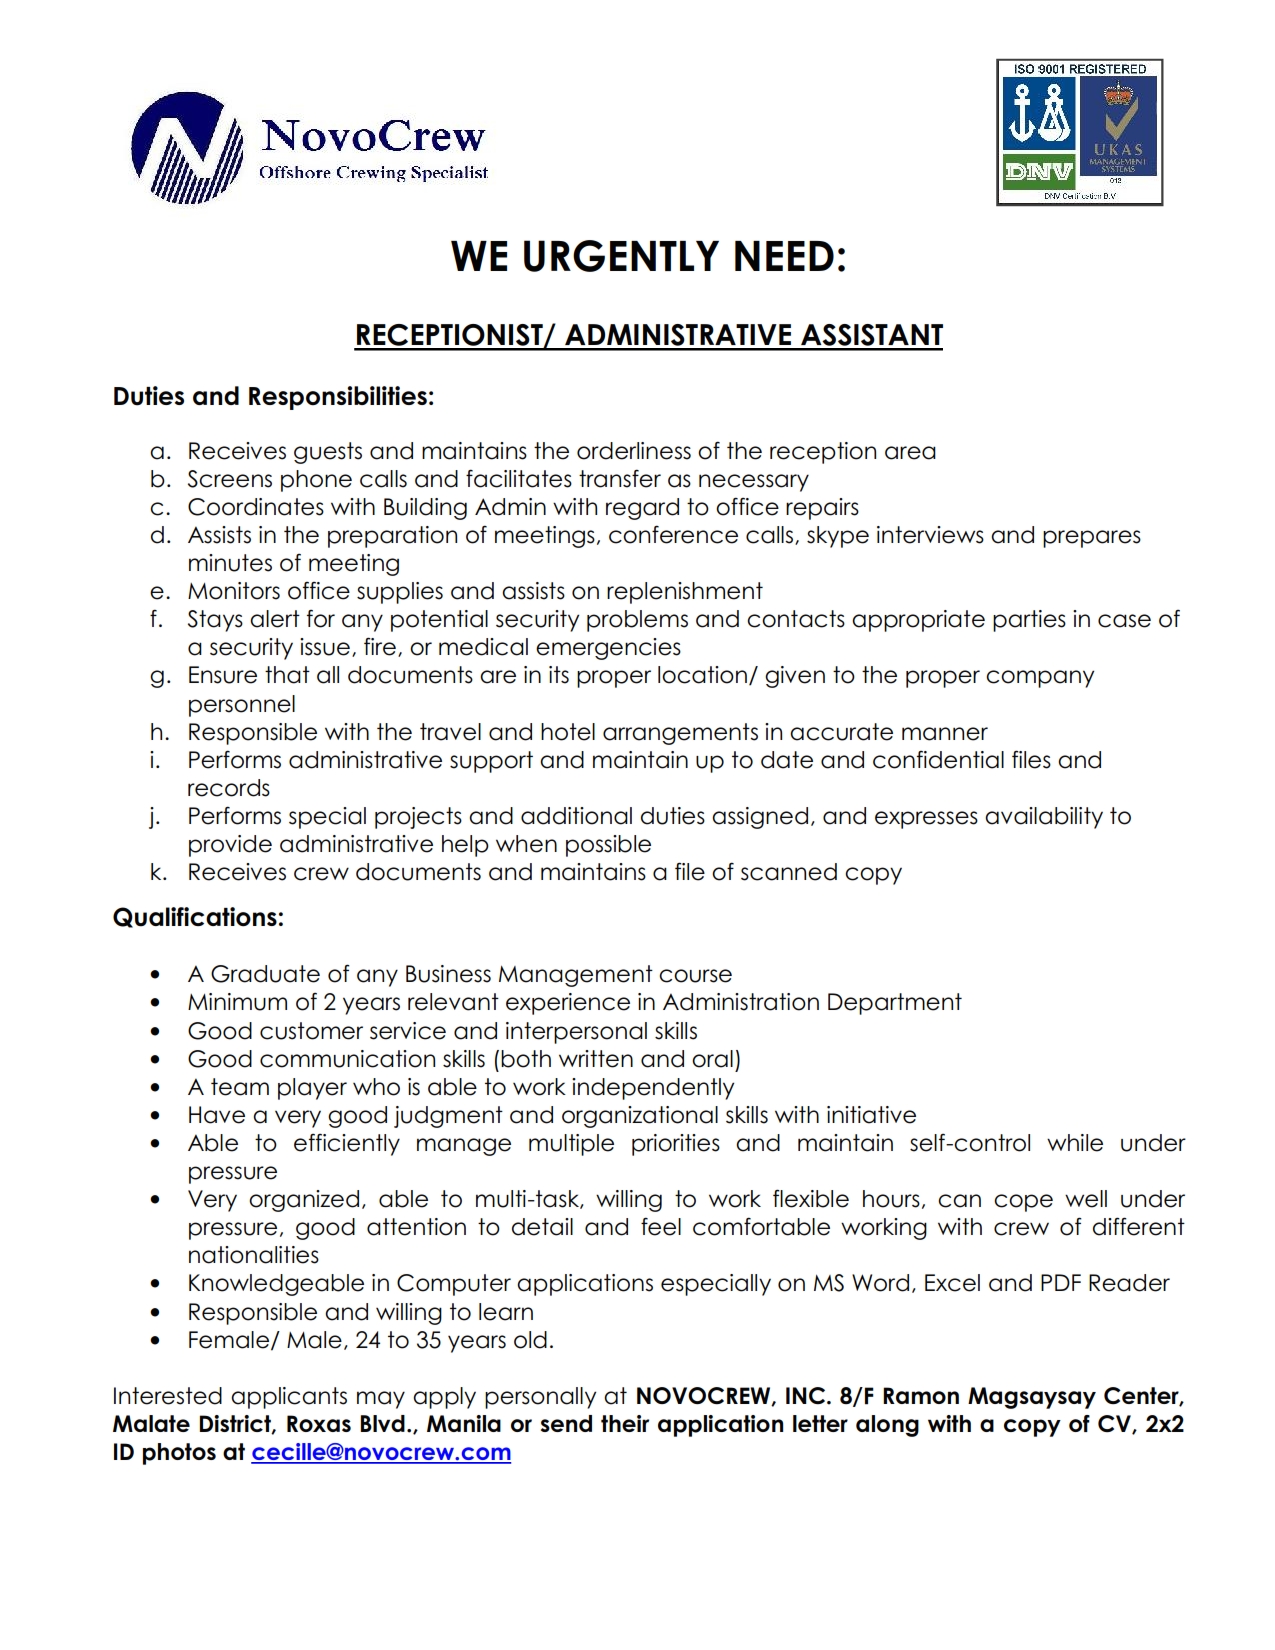 NovoCrew
Offshore Crewing Specialist
ISO 9001 REGISTERED
DNV
UKAS
MANAGEMENT
SYSTEMS
013
DNV Certification B.V
WE URGENTLY NEED:
RECEPTIONIST/ ADMINISTRATIVE ASSISTANT
Duties and Responsibilities:
a. Receives guests and maintains the orderliness of the reception area
b. Screens phone calls and facilitates transfer as necessary
c. Coordinates with Building Admin with regard to office repairs
d. Assists in the preparation of meetings, conference calls, skype interviews and prepares
minutes of meeting
e. Monitors office supplies and assists on replenishment
f. Stays alert for any potential security problems and contacts appropriate parties in case of
a security issue, fire, or medical emergencies
g. Ensure that all documents are in its proper location/ given to the proper company
personnel
h. Responsible with the travel and hotel arrangements in accurate manner
i. Performs administrative support and maintain up to date and confidential files and
records
j. Performs special projects and additional duties assigned, and expresses availability to
provide administrative help when possible
k. Receives crew documents and maintains a file of scanned copy
Qualifications:
• A Graduate of any Business Management course
• Minimum of 2 years relevant experience in Administration Department
• Good customer service and interpersonal skills
• Good communication skills (both written and oral)
• A team player who is able to work independently
• Have a very good judgment and organizational skills with initiative
• Able to efficiently manage multiple priorities and maintain self-control while under
pressure
• Very organized, able to multi-task, willing to work flexible hours, can cope well under
pressure, good attention to detail and feel comfortable working with crew of different
nationalities
• Knowledgeable in Computer applications especially on MS Word, Excel and PDF Reader
• Responsible and willing to learn
• Female/ Male, 24 to 35 years old.
Interested applicants may apply personally at NOVOCREW, INC. 8/F Ramon Magsaysay Center,
Malate District, Roxas Blvd., Manila or send their application letter along with a copy of CV, 2x2
ID photos at cecille@novocrew.com